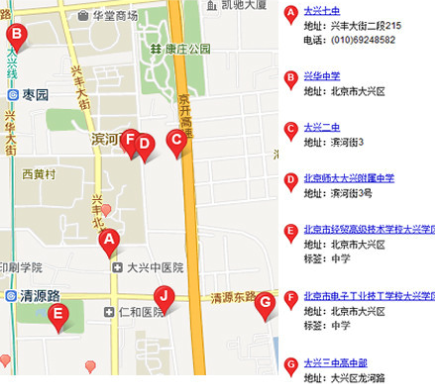 华堂商场
凯驰大厦
康庄公园
大兴线
兴丰大街
京开高速
枣园
兴华大街
滨河
西黄村
兴丰北
大兴中医院
印刷学院
清源路
清源东路
仁和医院
B
F
D
C
A
J
E
G
A 大兴七中
地址: 兴丰大街二段215
电话: (010)69248582
B 兴华中学
地址: 北京市大兴区
C 大兴二中
地址: 滨河街3
D 北京师大大兴附属中学
地址: 滨河街3号
E 北京市经贸高级技术学校大兴学区
地址: 北京市大兴区
标签: 中学
F 北京市电子工业技工学校大兴学区
地址: 北京市大兴区
标签: 中学
G 大兴三中高中部
地址: 大兴区龙河路